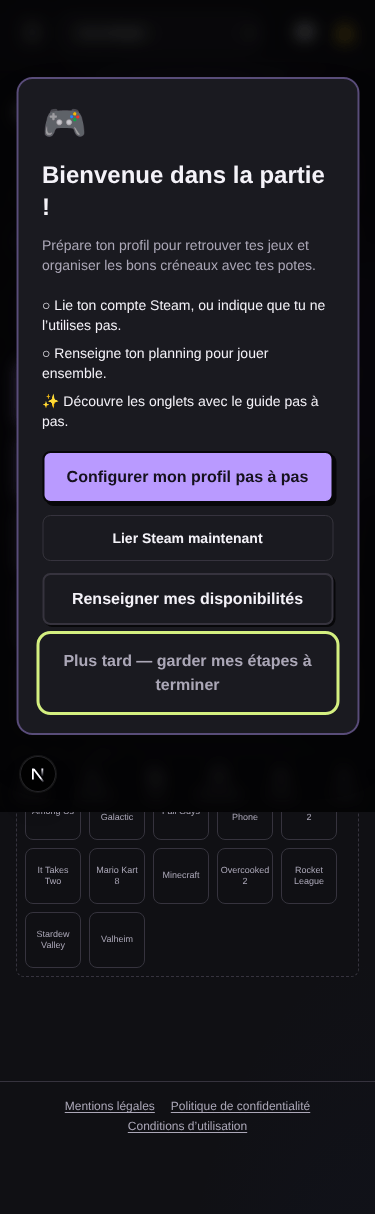 Bienvenue dans la partie
!
Prépare ton profil pour retrouver tes jeux et
organiser les bons créneaux avec tes potes.
○ Lie ton compte Steam, ou indique que tu ne
l’utilises pas.
○ Renseigne ton planning pour jouer
ensemble.
✨ Découvre les onglets avec le guide pas à
pas.
Configurer mon profil pas à pas
Lier Steam maintenant
Renseigner mes disponibilités
Plus tard — garder mes étapes à
terminer
N
Galactic
Phone
2
It Takes
Two
Mario Kart
8
Minecraft
Overcooked
2
Rocket
League
Stardew
Valley
Valheim
Mentions légales Politique de confidentialité
Conditions d’utilisation